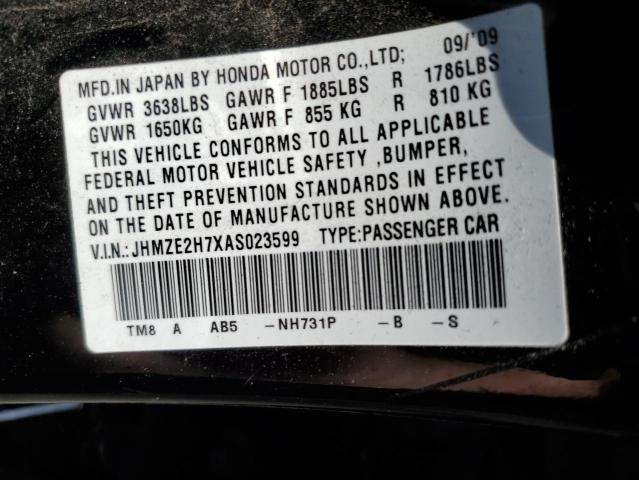 MFD.IN JAPAN BY HONDA MOTOR CO.,LTD; 09/'09
GVWR 3638LBS GAWR F 1885LBS R 1786LBS
GVWR 1650KG GAWR F 855 KG R 810 KG
THIS VEHICLE CONFORMS TO ALL APPLICABLE
FEDERAL MOTOR VEHICLE SAFETY ,BUMPER,
AND THEFT PREVENTION STANDARDS IN EFFECT
ON THE DATE OF MANUFACTURE SHOWN ABOVE.
V.I.N.: JHMZE2H7XAS023599 TYPE:PASSENGER CAR
TM8 A AB5 -NH731P -B -S